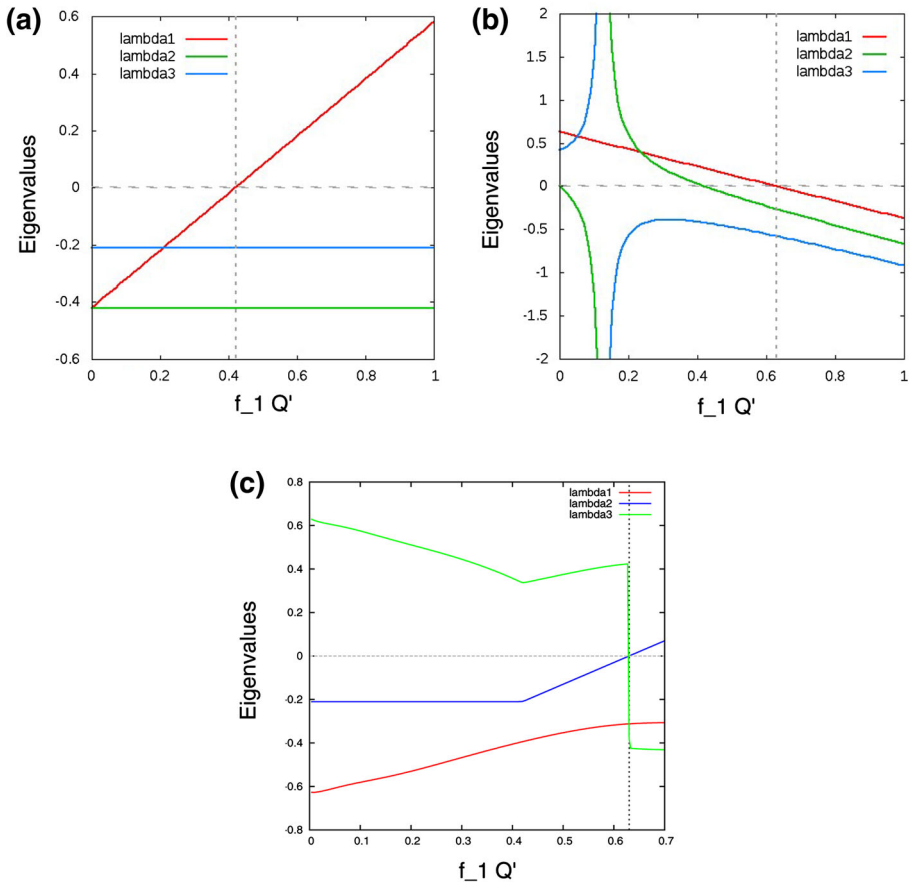 (a)
0.6
0.4
0.2
0
-0.2
-0.4
-0.6
Eigenvalues
lambda1
lambda2
lambda3
0 0.2 0.4 0.6 0.8 1
f_1 Q'
(b)
2
1.5
1
0.5
0
-0.5
-1
-1.5
-2
Eigenvalues
lambda1
lambda2
lambda3
0 0.2 0.4 0.6 0.8 1
f_1 Q'
(c)
0.8
0.6
0.4
0.2
0
-0.2
-0.4
-0.6
-0.8
Eigenvalues
lambda1
lambda2
lambda3
0 0.1 0.2 0.3 0.4 0.5 0.6 0.7
f_1 Q'